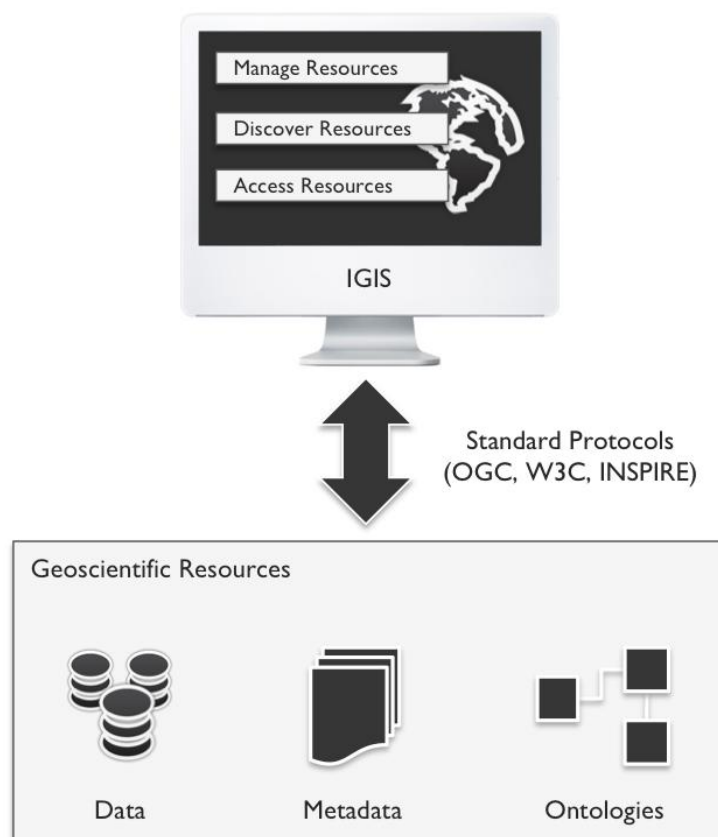 Manage Resources
Discover Resources
Access Resources
IGIS
Standard Protocols
(OGC, W3C, INSPIRE)
Geoscientific Resources
Data
Metadata
Ontologies